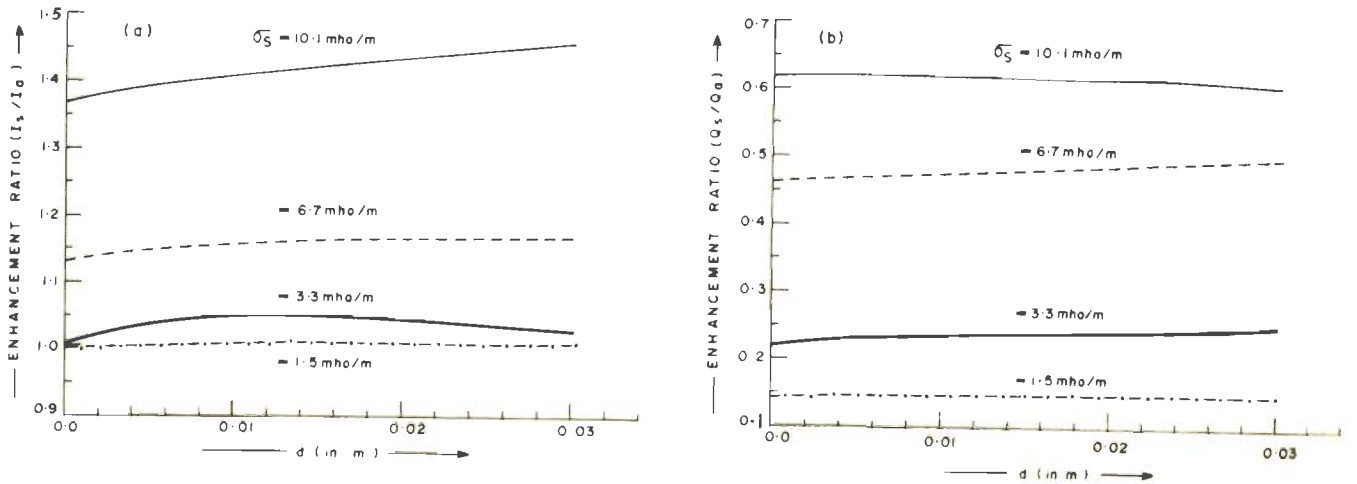 (a)
σS = 10·1 mho/m
= 6·7 mho/m
= 3·3 mho/m
= 1·5 mho/m
ENHANCEMENT RATIO (Is/Ia)
1·5
1·4
1·3
1·2
1·1
1·0
0·9
0·0
0·01
0·02
0·03
d (in m)
(b)
σS = 10·1 mho/m
= 6·7 mho/m
= 3·3 mho/m
= 1·5 mho/m
ENHANCEMENT RATIO (Qs/Qa)
0·7
0·6
0·5
0·4
0·3
0·2
0·1
0·0
0·01
0·02
0·03
d (in m)